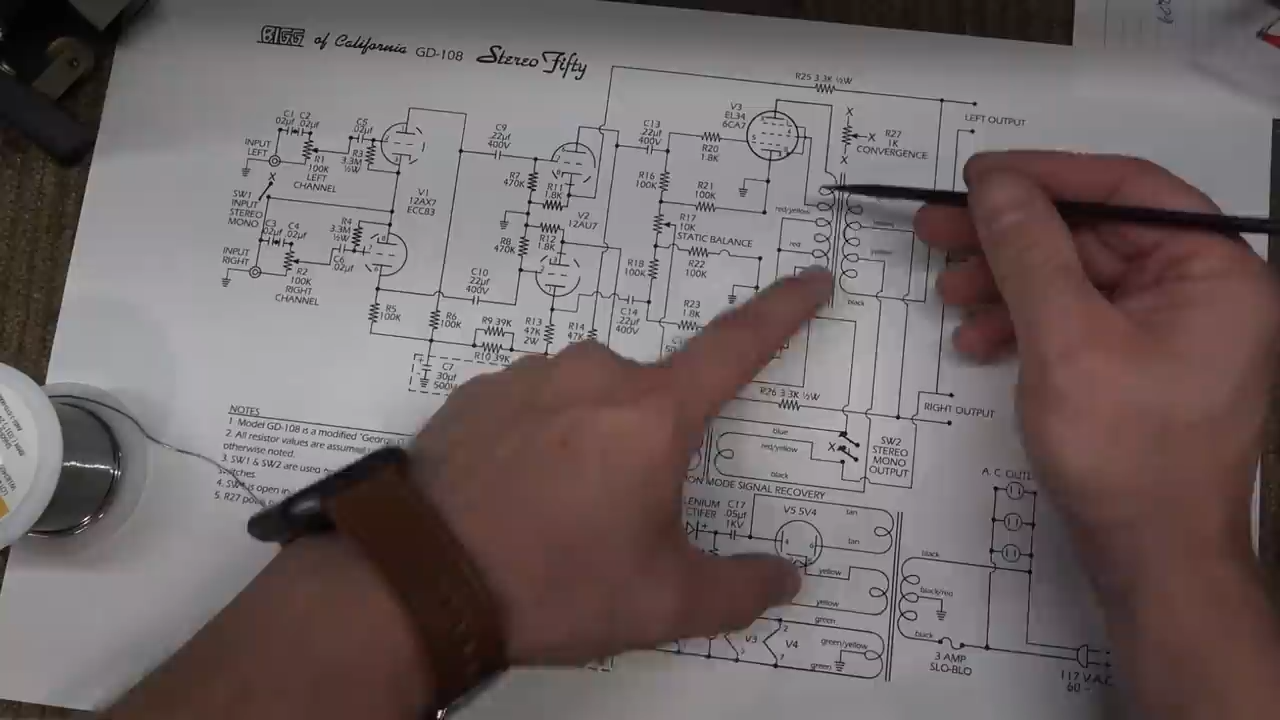 BIGG of California GD-108 Stereo Fifty
R25 3.3K ½W
LEFT OUTPUT
V3
EL34
6CA7
X
R27
X
1K
CONVERGENCE
X
C1
.02µf
C2
.02µf
C5
.02µf
INPUT
LEFT
R1
100K
LEFT
CHANNEL
R3
3.3M
½W
X
SW1
INPUT
STEREO
MONO
V1
12AX7
ECC83
C3
.02µf
C4
.02µf
R4
3.3M
½W
C6
.02µf
INPUT
RIGHT
R2
100K
RIGHT
CHANNEL
R5
100K
R6
100K
C9
.22µf
400V
R7
470K
R11
1.8K
V2
12AU7
R12
1.8K
R8
470K
C10
.22µf
400V
R9 39K
R10 39K
R13
47K
2W
R14
47K
C7
30µf
500V
C13
.22µf
400V
R16
100K
R20
1.8K
R21
100K
R17
10K
STATIC BALANCE
R22
100K
R18
100K
C14
.22µf
400V
R23
1.8K
red/yellow
red
yellow
black
R26 3.3K ½W
RIGHT OUTPUT
blue
red/yellow
black
X
SW2
STEREO
MONO
OUTPUT
ON MODE SIGNAL RECOVERY
NOTES
1. Model GD-108 is a modified "Georg
2. All resistor values are assum
otherwise noted.
3. SW1 & SW2 are used
switches.
4. SW is open in
5. R27
LENIUM
CTIFER
C17
.05µf
1KV
V5 5V4
tan
tan
yellow
yellow
green
green/yellow
green
V3
V4
black
black/red
black
A.C. OUTL
3 AMP
SLO-BLO
117 V.A.C.
60